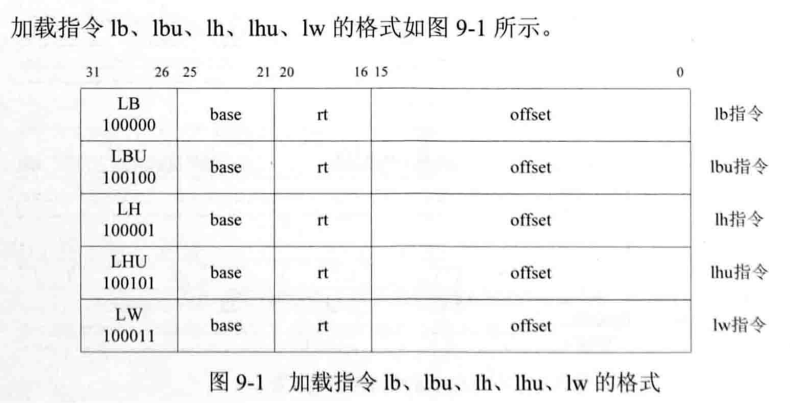 加载指令 lb、lbu、lh、lhu、lw 的格式如图 9-1 所示。
31 26 25 21 20 16 15 0
LB
100000 base rt offset lb指令
LBU
100100 base rt offset lbu指令
LH
100001 base rt offset lh指令
LHU
100101 base rt offset lhu指令
LW
100011 base rt offset lw指令
图 9-1 加载指令 lb、lbu、lh、lhu、lw 的格式